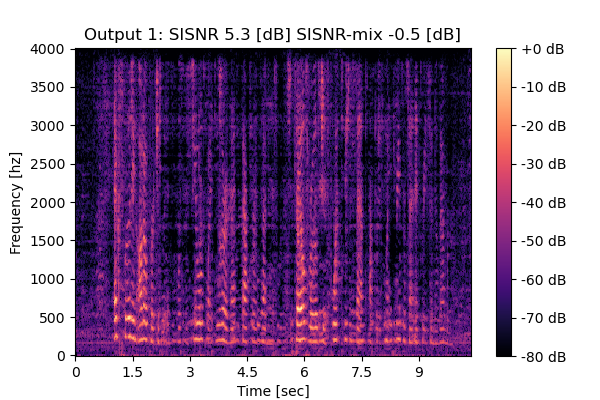 Output 1: SISNR 5.3 [dB] SISNR-mix -0.5 [dB]
4000
3500
3000
2500
2000
1500
1000
500
0
Frequency [hz]
0 1.5 3 4.5 6 7.5 9
Time [sec]
+0 dB
-10 dB
-20 dB
-30 dB
-40 dB
-50 dB
-60 dB
-70 dB
-80 dB